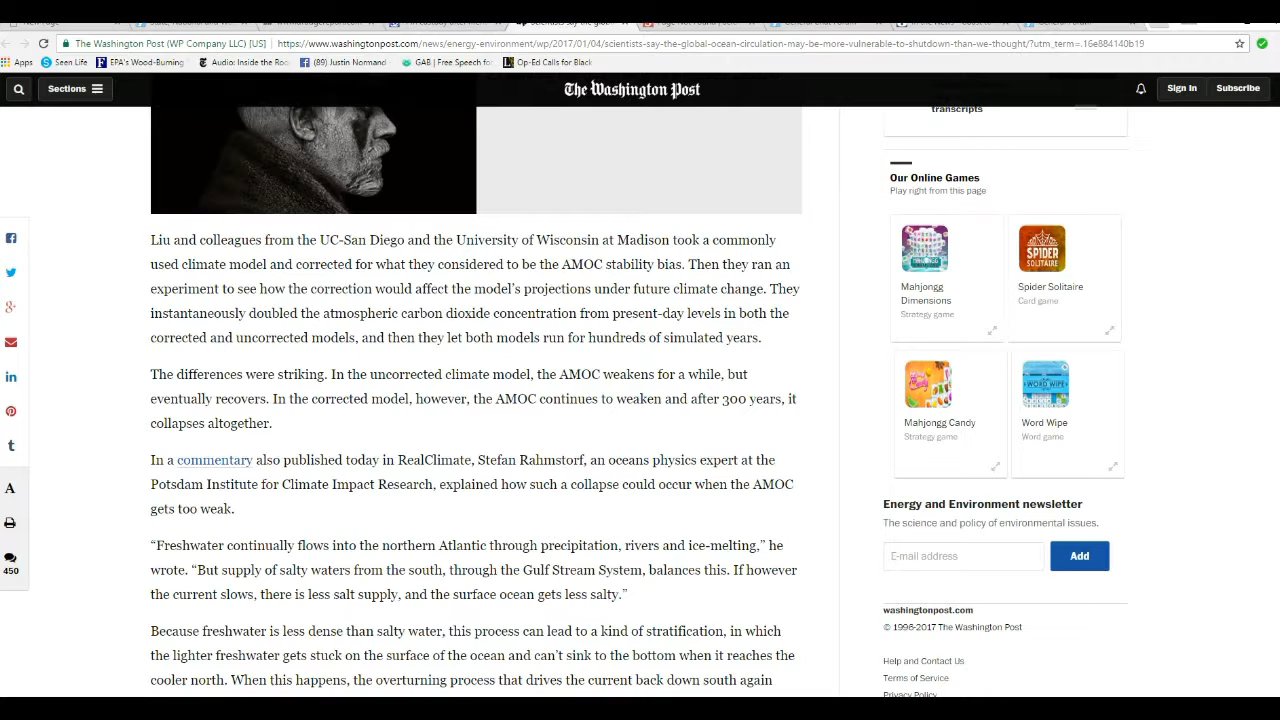 The Washington Post (WP Company LLC) [US]
https://www.washingtonpost.com/news/energy-environment/wp/2017/01/04/scientists-say-the-global-ocean-circulation-may-be-more-vulnerable-to-shutdown-than-we-thought/?utm_term=.16e884140b19
Apps
Seen Life
EPA's Wood-Burning
Audio: Inside the Roo
(89) Justin Normand
GAB | Free Speech fo
Op-Ed Calls for Black
Sections
The Washington Post
Sign In
Subscribe
Liu and colleagues from the UC-San Diego and the University of Wisconsin at Madison took a commonly
used climate model and corrected for what they considered to be the AMOC stability bias. Then they ran an
experiment to see how the correction would affect the model's projections under future climate change. They
instantaneously doubled the atmospheric carbon dioxide concentration from present-day levels in both the
corrected and uncorrected models, and then they let both models run for hundreds of simulated years.
The differences were striking. In the uncorrected climate model, the AMOC weakens for a while, but
eventually recovers. In the corrected model, however, the AMOC continues to weaken and after 300 years, it
collapses altogether.
In a commentary also published today in RealClimate, Stefan Rahmstorf, an oceans physics expert at the
Potsdam Institute for Climate Impact Research, explained how such a collapse could occur when the AMOC
gets too weak.
“Freshwater continually flows into the northern Atlantic through precipitation, rivers and ice-melting,” he
wrote. “But supply of salty waters from the south, through the Gulf Stream System, balances this. If however
the current slows, there is less salt supply, and the surface ocean gets less salty.”
Because freshwater is less dense than salty water, this process can lead to a kind of stratification, in which
the lighter freshwater gets stuck on the surface of the ocean and can’t sink to the bottom when it reaches the
cooler north. When this happens, the overturning process that drives the current back down south again
450
transcripts
Our Online Games
Play right from this page
Mahjongg
Dimensions
Strategy game
SPIDER
SOLITAIRE
Spider Solitaire
Card game
Mahjongg Candy
Strategy game
WORD WIPE
Word Wipe
Word game
Energy and Environment newsletter
The science and policy of environmental issues.
E-mail address
Add
washingtonpost.com
© 1996-2017 The Washington Post
Help and Contact Us
Terms of Service
Privacy Policy